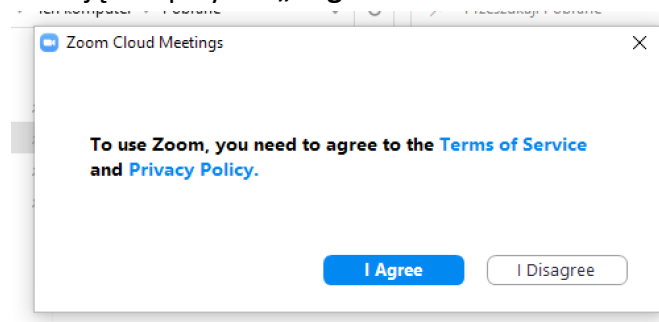 Zoom Cloud Meetings
To use Zoom, you need to agree to the Terms of Service
and Privacy Policy.
I Agree
I Disagree